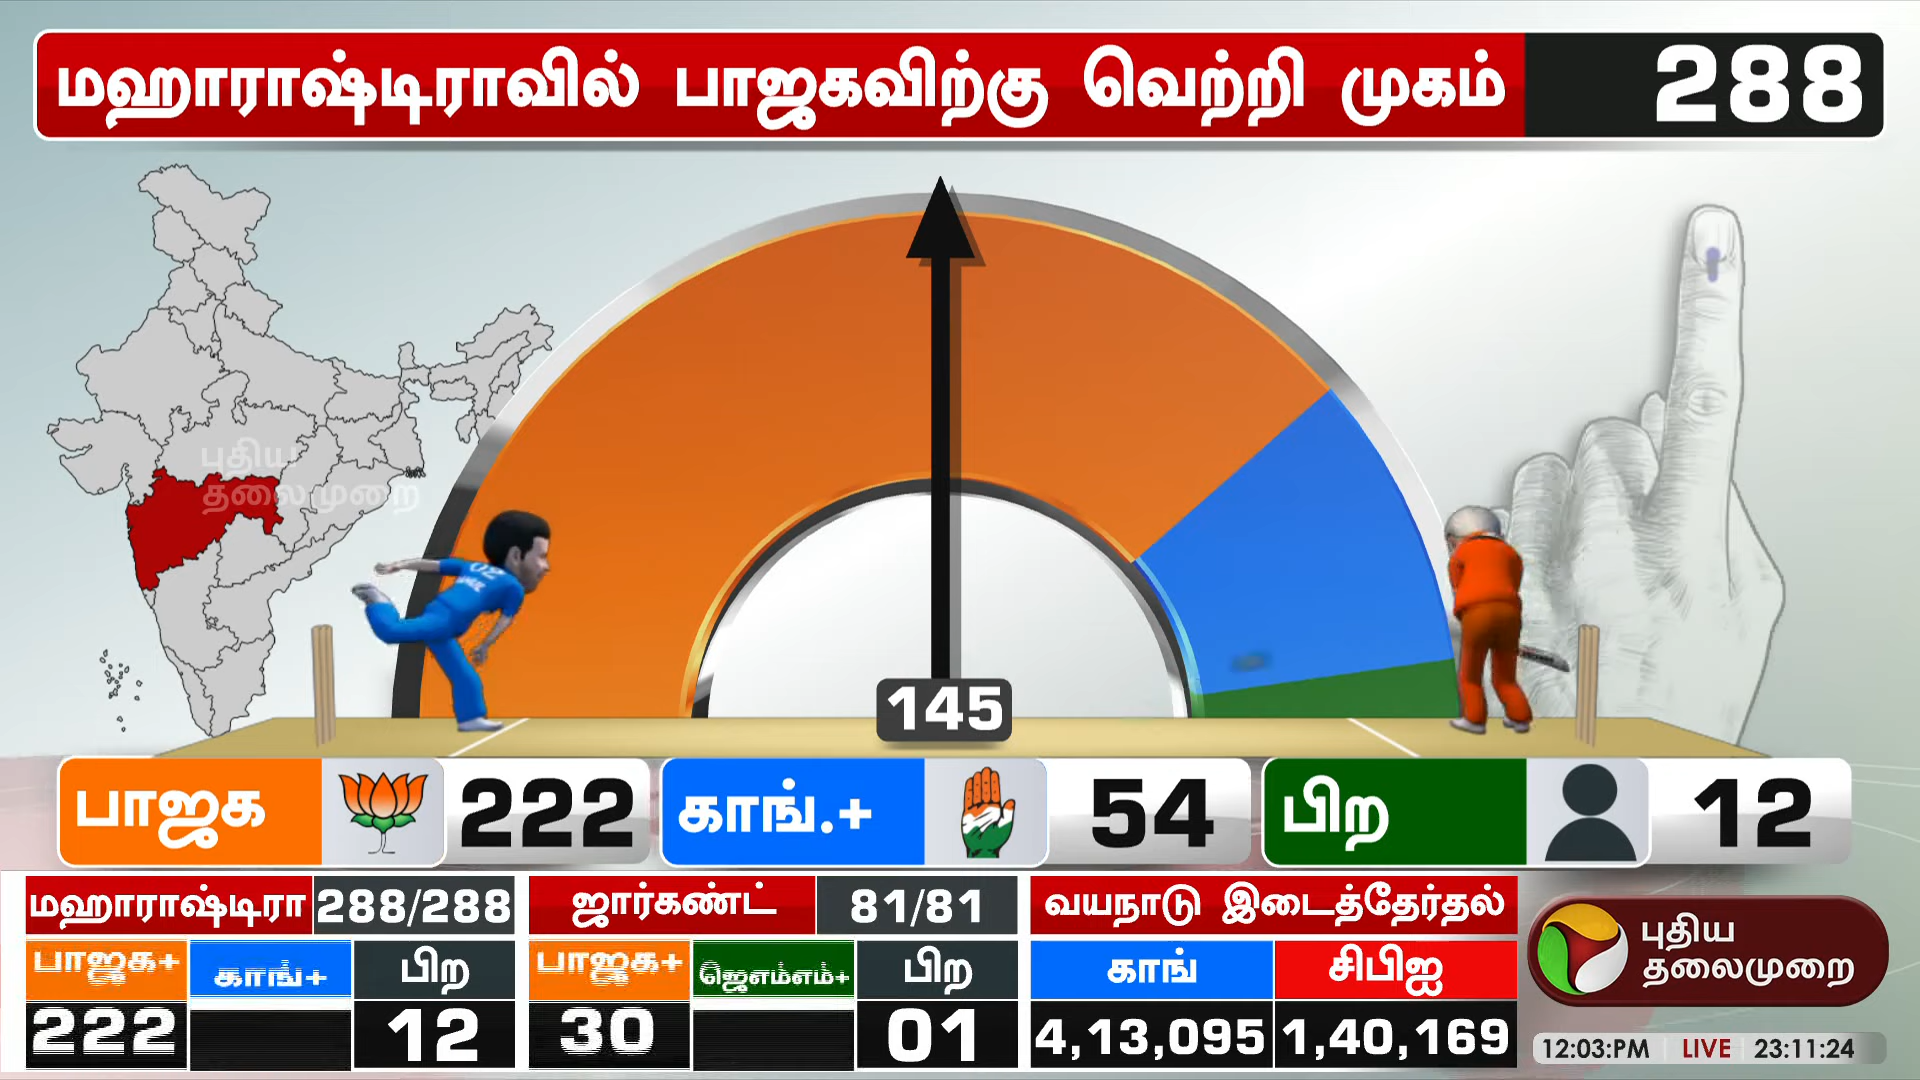 மஹாராஷ்டிராவில் பாஜகவிற்கு வெற்றி முகம் 288
புதிய
தலைமுறை
02
145
பாஜக 222 காங்.+ 54 பிற 12
மஹாராஷ்டிரா 288/288 ஜார்கண்ட் 81/81 வயநாடு இடைத்தேர்தல்
பாஜக+ காங்+ பிற பாஜக+ ஜெஎம்எம்+ பிற காங் சிபிஐ
222 12 30 01 4,13,095 1,40,169
புதிய
தலைமுறை
12:03:PM LIVE 23:11:24